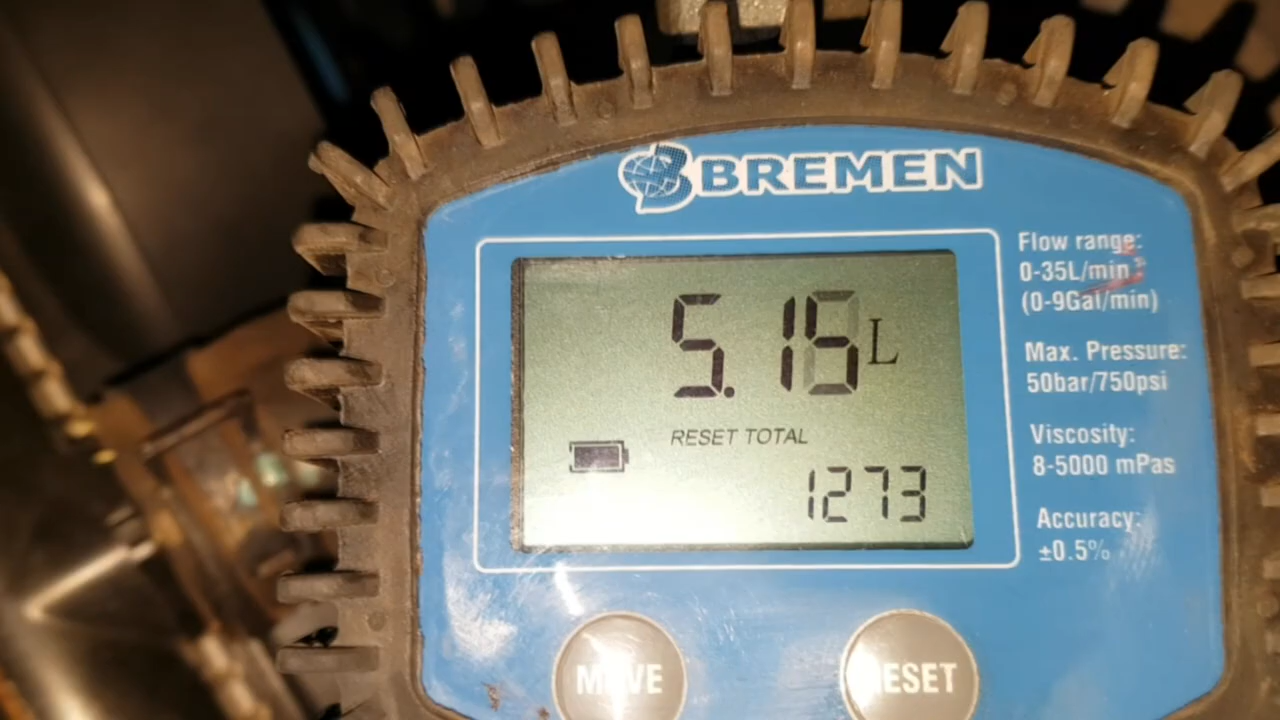 BREMEN
Flow range:
0-35L/min
(0-9Gal/min)
Max. Pressure:
50bar/750psi
Viscosity:
8-5000 mPas
Accuracy:
±0.5%
5.15 L
RESET TOTAL
1273
MOVE
RESET